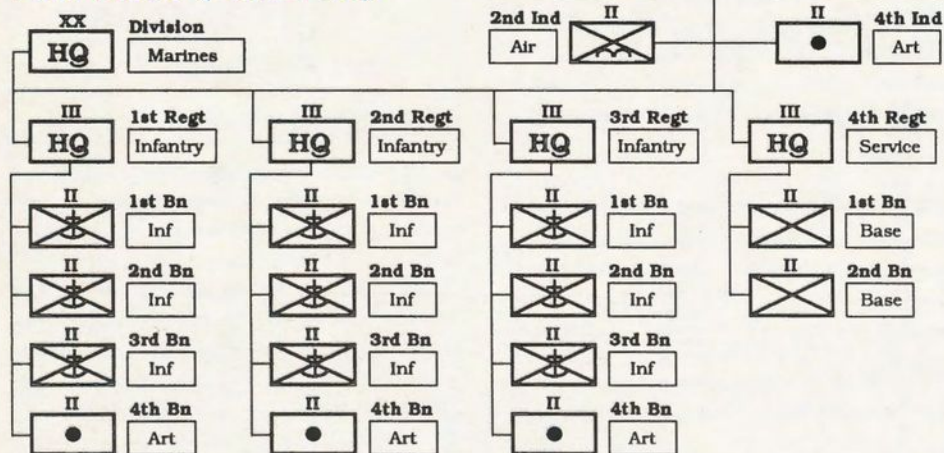 XX
Division
HQ
Marines
II
2nd Ind
Air
II
4th Ind
Art
III
1st Regt
HQ
Infantry
III
2nd Regt
HQ
Infantry
III
3rd Regt
HQ
Infantry
III
4th Regt
HQ
Service
II
1st Bn
Inf
II
1st Bn
Inf
II
1st Bn
Inf
II
1st Bn
Base
II
2nd Bn
Inf
II
2nd Bn
Inf
II
2nd Bn
Inf
II
2nd Bn
Base
II
3rd Bn
Inf
II
3rd Bn
Inf
II
3rd Bn
Inf
II
4th Bn
Art
II
4th Bn
Art
II
4th Bn
Art